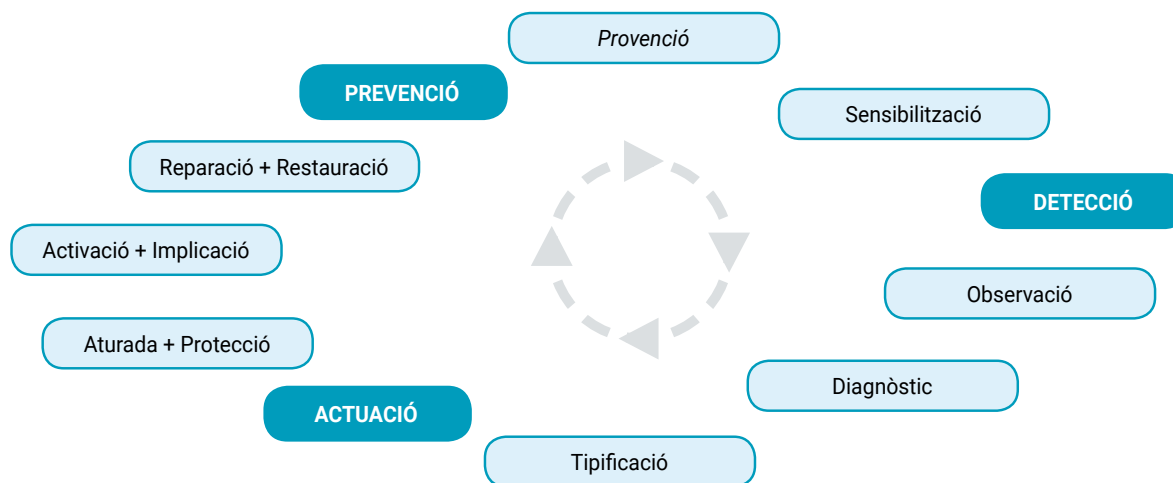 Provenció
PREVENCIÓ
Sensibilització
Reparació + Restauració
DETECCIÓ
Activació + Implicació
Observació
Aturada + Protecció
Diagnòstic
ACTUACIÓ
Tipificació